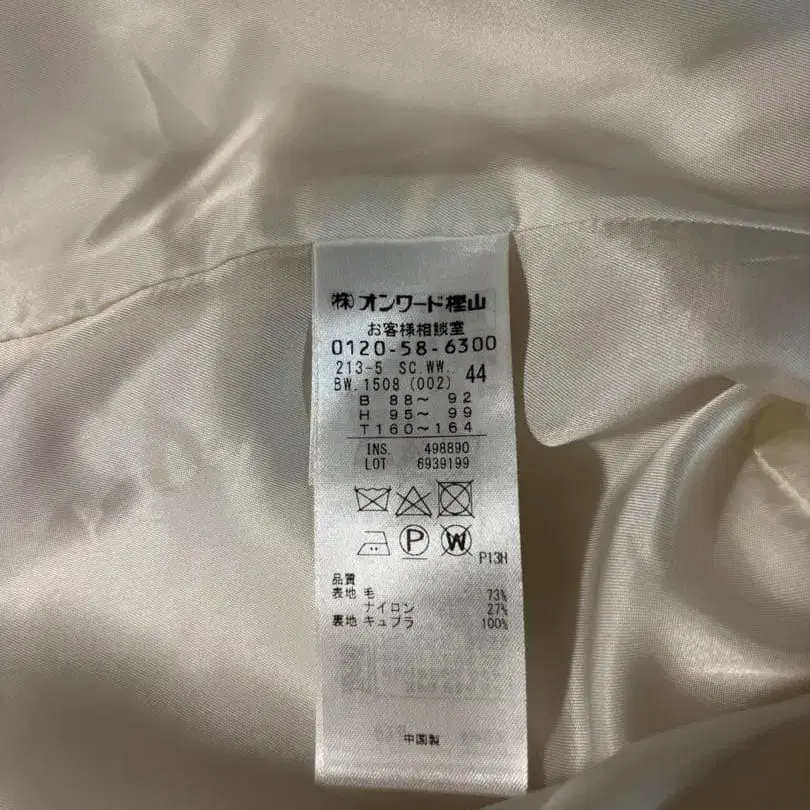 ㈱オンワード樫山
お客様相談室
0120-58-6300
213-5 SC.WW.
BW.1508 (002) 44
B 88～ 92
H 95～ 99
T160～164
INS. 498890
LOT 6939199
P W
P13H
品質
表地 毛 73%
ナイロン 27%
裏地 キュプラ 100%
中国製